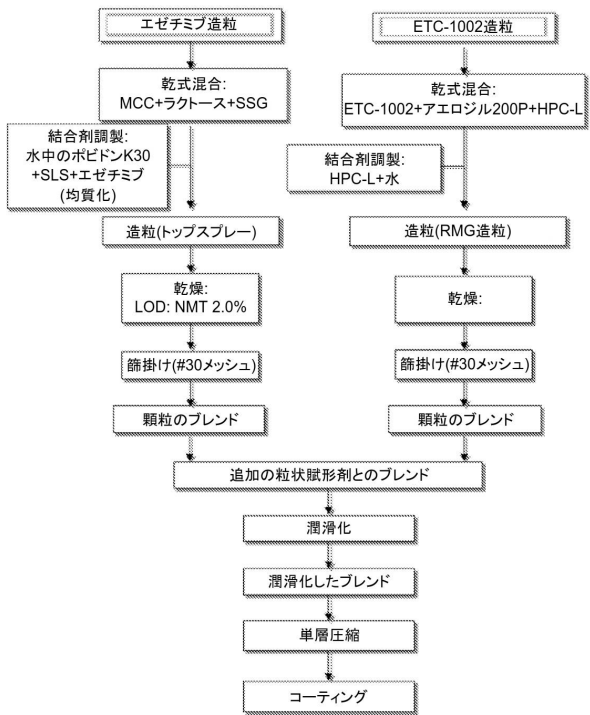 エゼチミブ造粒
乾式混合:
MCC+ラクトース+SSG
結合剤調製:
水中のポビドンK30
+SLS+エゼチミブ
(均質化)
造粒(トップスプレー)
乾燥:
LOD: NMT 2.0%
篩掛け(#30メッシュ)
顆粒のブレンド
ETC-1002造粒
乾式混合:
ETC-1002+アエロジル200P+HPC-L
結合剤調製:
HPC-L+水
造粒(RMG造粒)
乾燥:
篩掛け(#30メッシュ)
顆粒のブレンド
追加の粒状賦形剤とのブレンド
潤滑化
潤滑化したブレンド
単層圧縮
コーティング